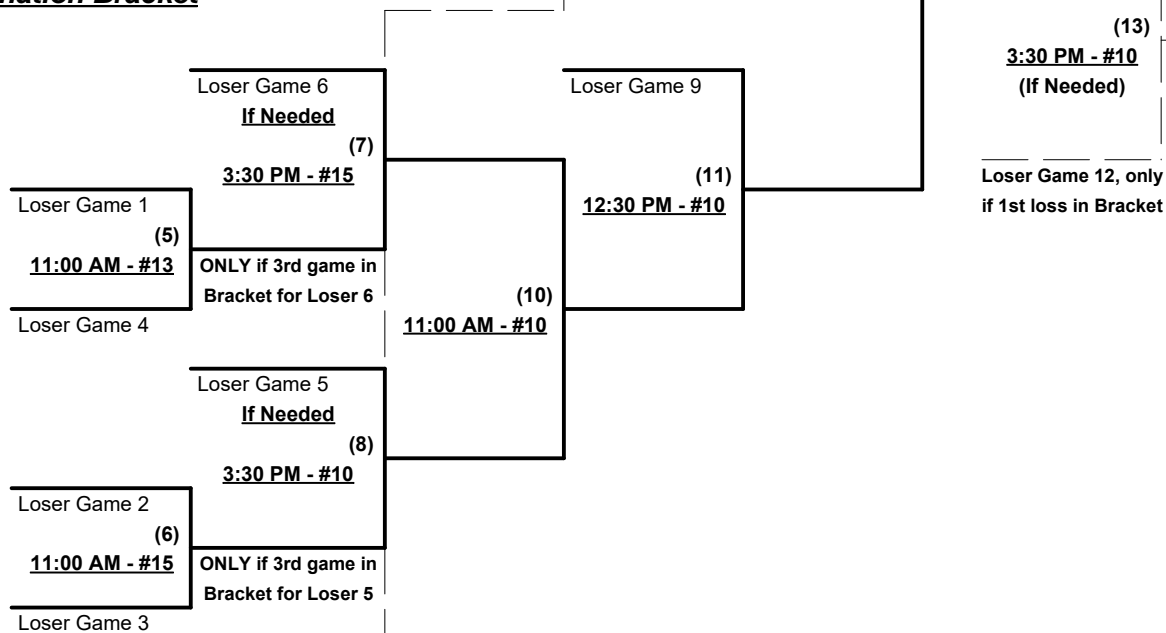 (13)
3:30 PM - #10
(If Needed)
Loser Game 6
If Needed
(7)
3:30 PM - #15
Loser Game 9
(11)
12:30 PM - #10
Loser Game 12, only
if 1st loss in Bracket
Loser Game 1
(5)
11:00 AM - #13
ONLY if 3rd game in
Bracket for Loser 6
Loser Game 4
(10)
11:00 AM - #10
Loser Game 5
If Needed
(8)
3:30 PM - #10
Loser Game 2
(6)
11:00 AM - #15
ONLY if 3rd game in
Bracket for Loser 5
Loser Game 3